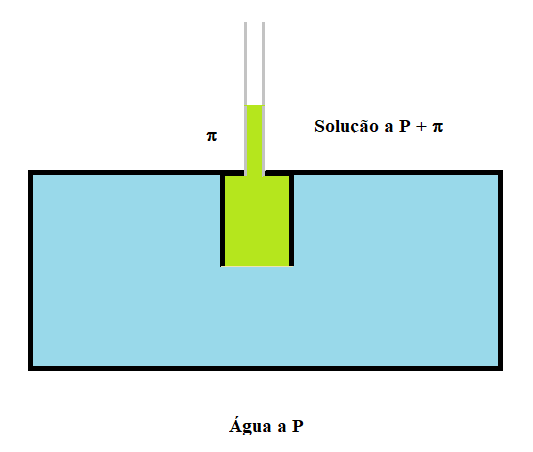 π
Solucão a P + π
Água a P